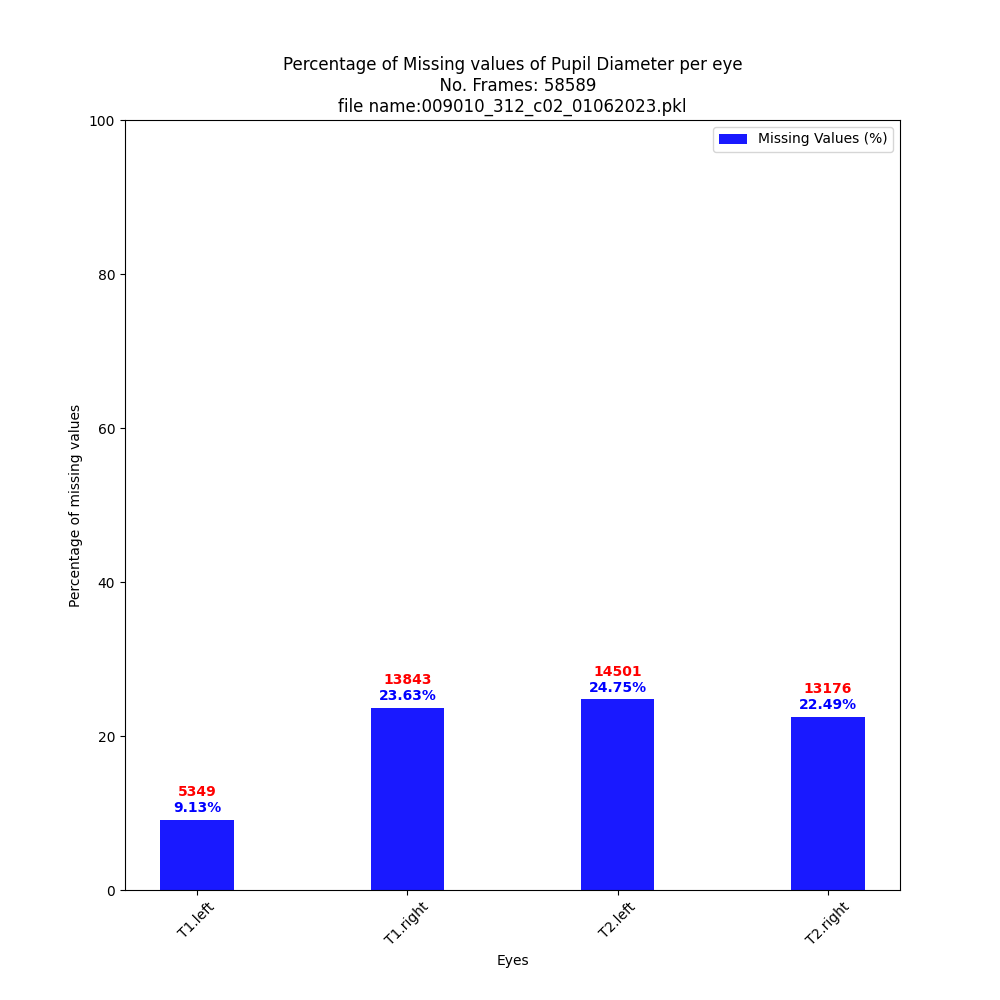 Percentage of Missing values of Pupil Diameter per eye
No. Frames: 58589
file name:009010_312_c02_01062023.pkl
Missing Values (%)
Percentage of missing values
100
80
60
40
20
0
5349
9.13%
13843
23.63%
14501
24.75%
13176
22.49%
T1.left
T1.right
T2.left
T2.right
Eyes